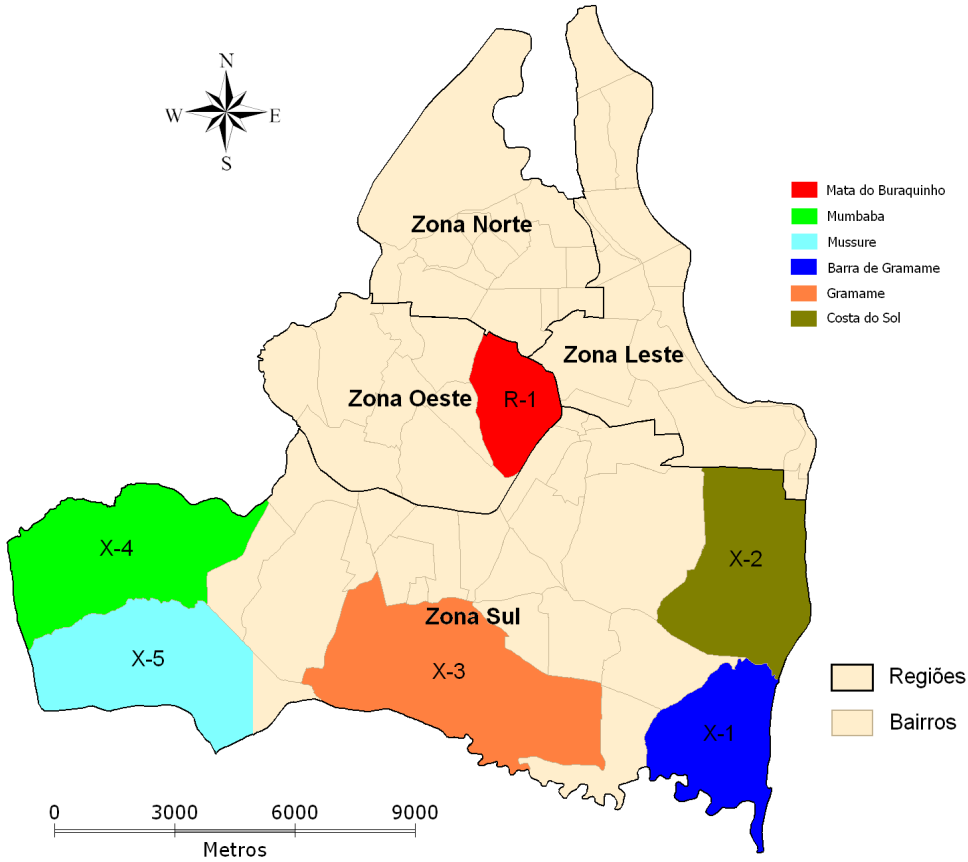 N
W E
S
Zona Norte
Mata do Buraquinho
Mumbaba
Mussure
Barra de Gramame
Gramame
Costa do Sol
Zona Leste
Zona Oeste
R-1
X-4
X-2
Zona Sul
X-5
X-3
X-1
Regiões
Bairros
0 3000 6000 9000
Metros